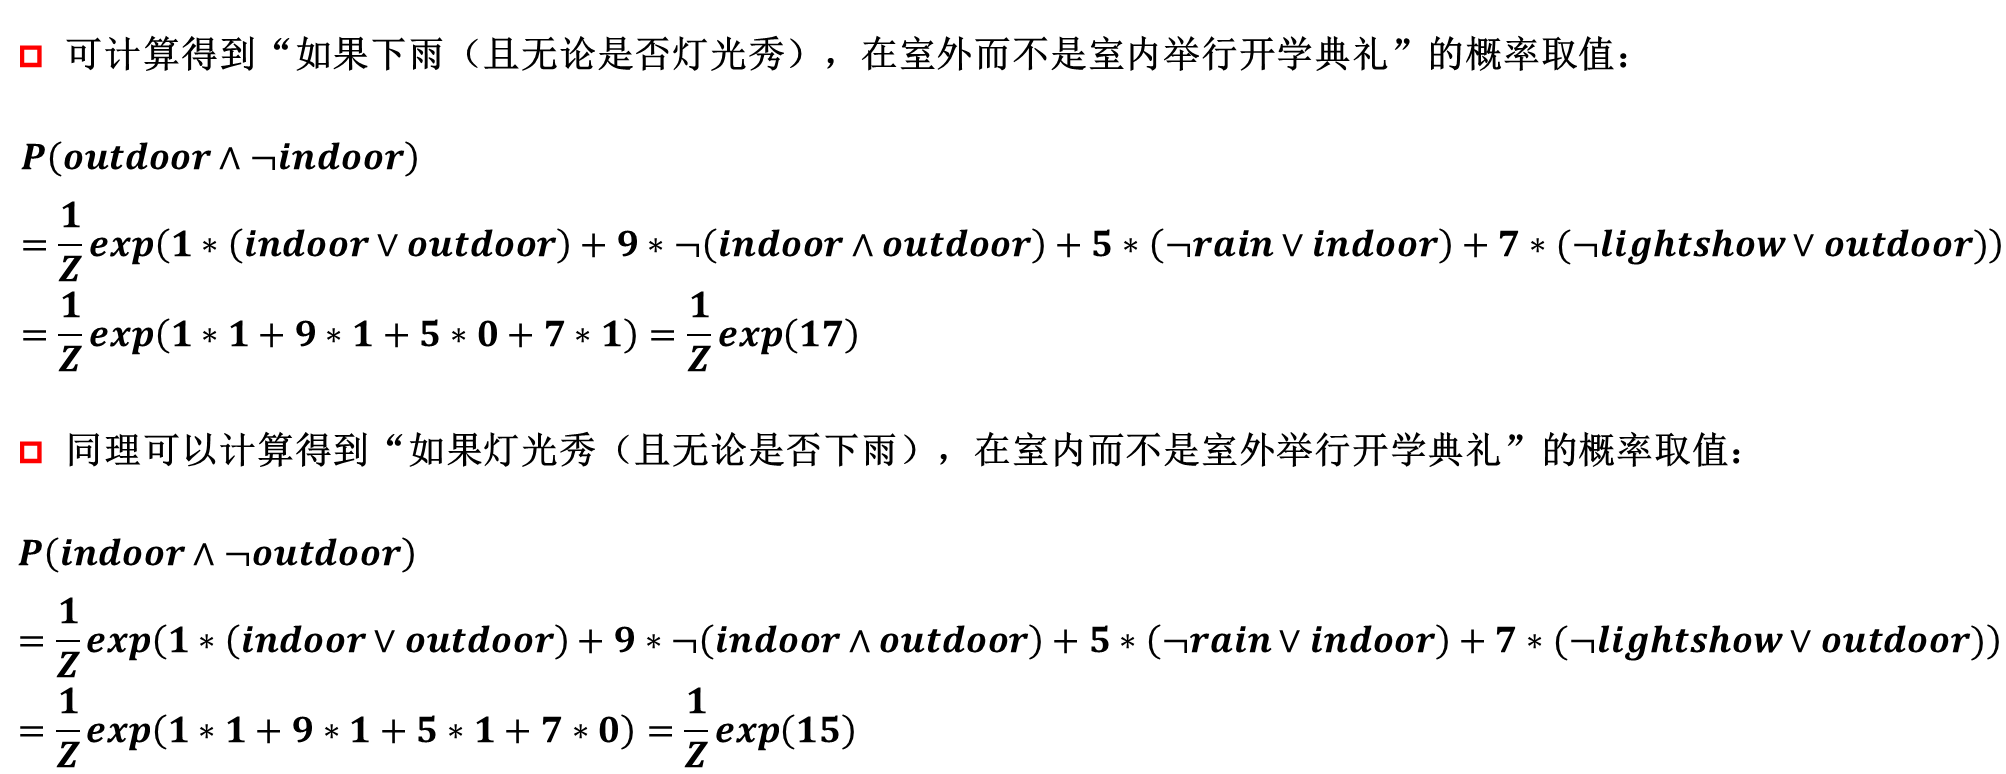 可计算得到“如果下雨（且无论是否灯光秀），在室外而不是室内举行开学典礼”的概率取值：
P(outdoor ∧ ¬indoor)
= 1/Z exp(1 ∗ (indoor ∨ outdoor) + 9 ∗ ¬(indoor ∧ outdoor) + 5 ∗ (¬rain ∨ indoor) + 7 ∗ (¬lightshow ∨ outdoor))
= 1/Z exp(1 ∗ 1 + 9 ∗ 1 + 5 ∗ 0 + 7 ∗ 1) = 1/Z exp(17)
同理可以计算得到“如果灯光秀（且无论是否下雨），在室内而不是室外举行开学典礼”的概率取值：
P(indoor ∧ ¬outdoor)
= 1/Z exp(1 ∗ (indoor ∨ outdoor) + 9 ∗ ¬(indoor ∧ outdoor) + 5 ∗ (¬rain ∨ indoor) + 7 ∗ (¬lightshow ∨ outdoor))
= 1/Z exp(1 ∗ 1 + 9 ∗ 1 + 5 ∗ 1 + 7 ∗ 0) = 1/Z exp(15)